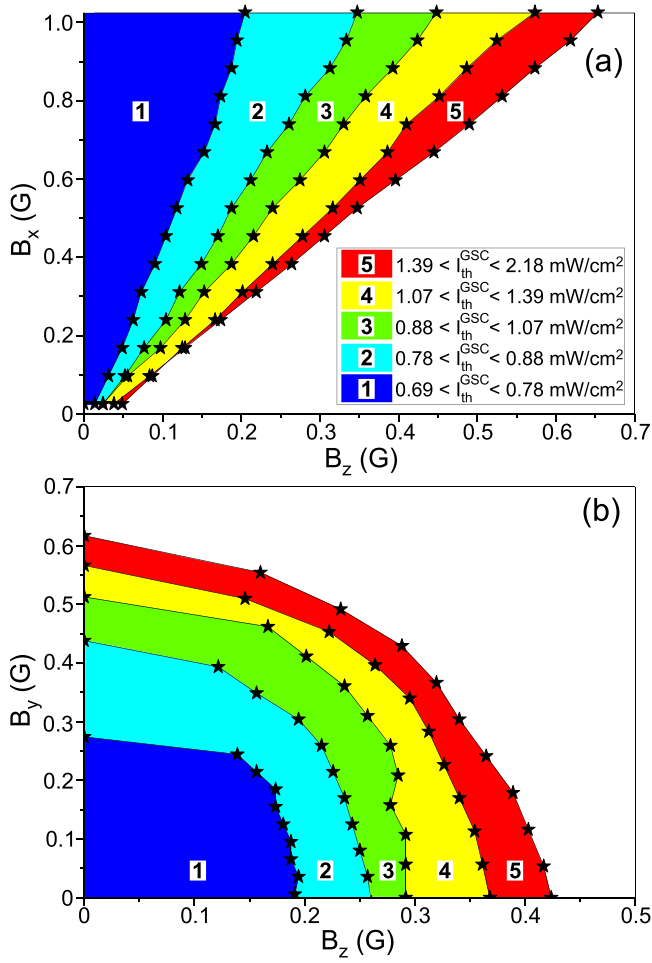 1.0
0.8
0.6
0.4
0.2
0
B_x (G)
(a)
1
2
3
4
5
5 1.39 < I_th^GSC < 2.18 mW/cm²
4 1.07 < I_th^GSC < 1.39 mW/cm²
3 0.88 < I_th^GSC < 1.07 mW/cm²
2 0.78 < I_th^GSC < 0.88 mW/cm²
1 0.69 < I_th^GSC < 0.78 mW/cm²
0 0.1 0.2 0.3 0.4 0.5 0.6 0.7
B_z (G)
0.7
0.6
0.5
0.4
0.3
0.2
0.1
0
B_y (G)
(b)
1 2 3 4 5
0 0.1 0.2 0.3 0.4 0.5
B_z (G)